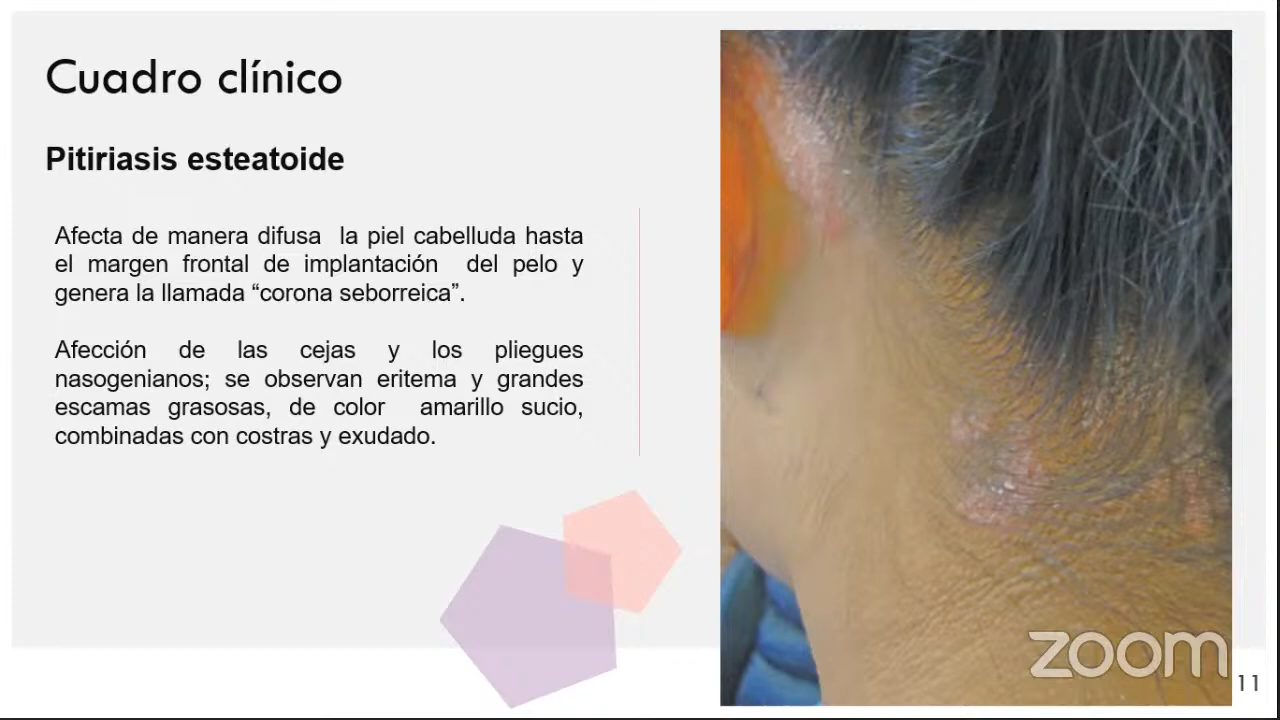 Cuadro clínico
Pitiriasis esteatoide
Afecta de manera difusa la piel cabelluda hasta
el margen frontal de implantación del pelo y
genera la llamada “corona seborreica”.
Afección de las cejas y los pliegues
nasogenianos; se observan eritema y grandes
escamas grasosas, de color amarillo sucio,
combinadas con costras y exudado.
zoom
11